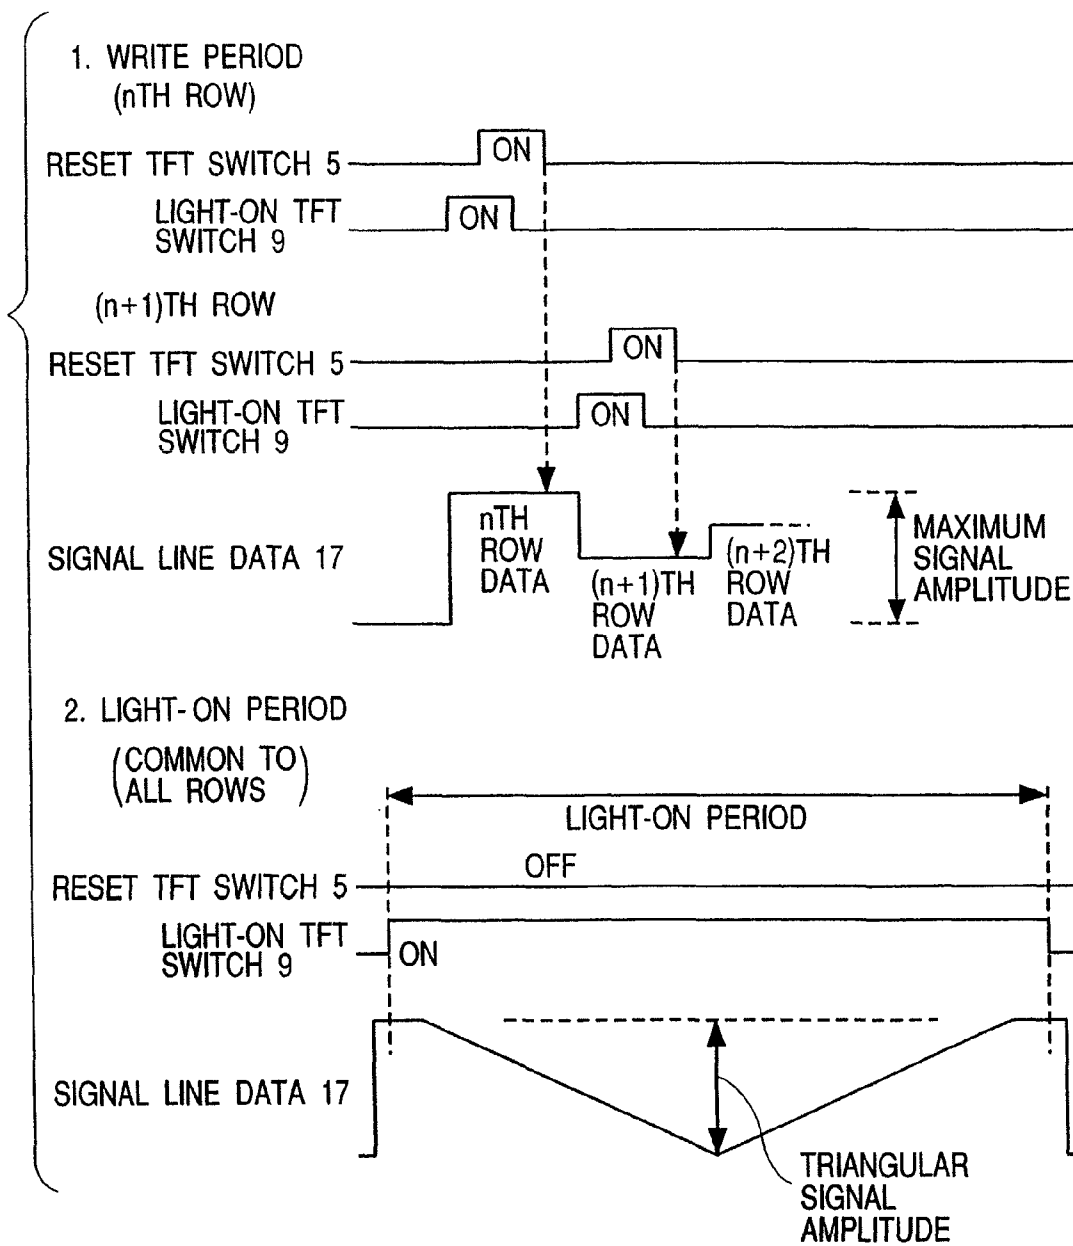 1. WRITE PERIOD
(nTH ROW)
RESET TFT SWITCH 5
ON
LIGHT-ON TFT
SWITCH 9
ON
(n+1)TH ROW
RESET TFT SWITCH 5
ON
LIGHT-ON TFT
SWITCH 9
ON
SIGNAL LINE DATA 17
nTH
ROW
DATA
(n+1)TH
ROW
DATA
(n+2)TH
ROW
DATA
MAXIMUM
SIGNAL
AMPLITUDE
2. LIGHT-ON PERIOD
(COMMON TO
ALL ROWS)
LIGHT-ON PERIOD
RESET TFT SWITCH 5
OFF
LIGHT-ON TFT
SWITCH 9
ON
SIGNAL LINE DATA 17
TRIANGULAR
SIGNAL
AMPLITUDE